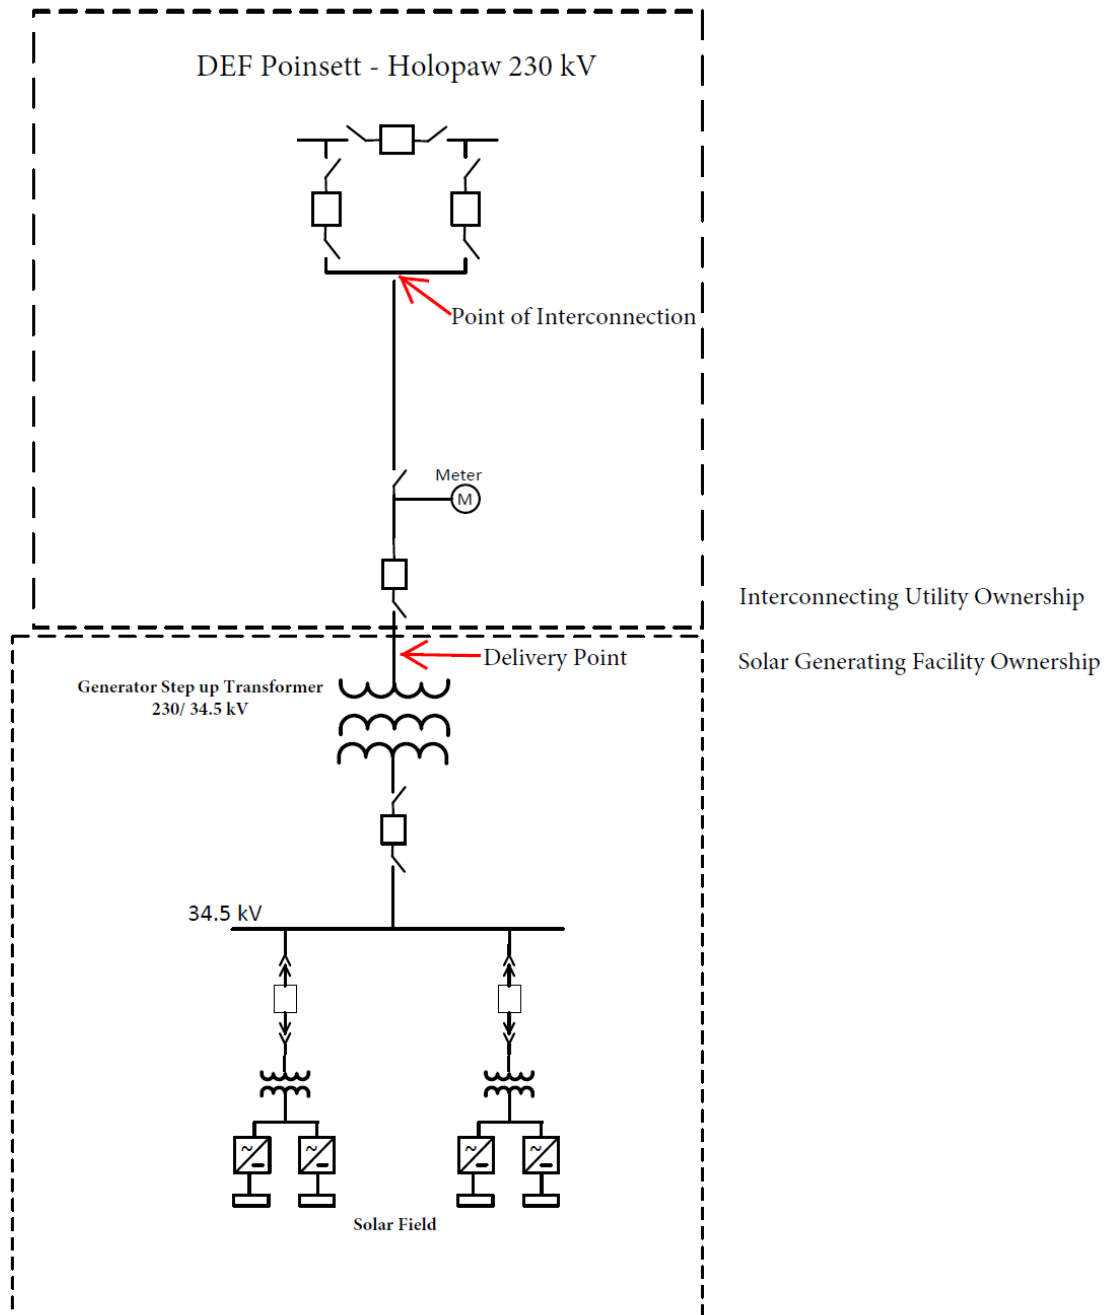 DEF Poinsett - Holopaw 230 kV
Point of Interconnection
Meter
M
Interconnecting Utility Ownership
Delivery Point
Solar Generating Facility Ownership
Generator Step up Transformer
230/ 34.5 kV
34.5 kV
~
~
~
~
Solar Field